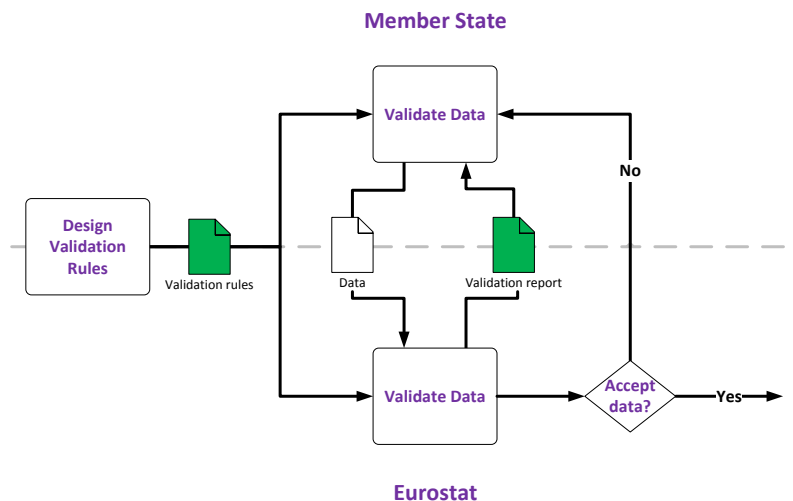 Member State
Validate Data
No
Design
Validation
Rules
Validation rules
Data
Validation report
Validate Data
Accept
data?
Yes
Eurostat